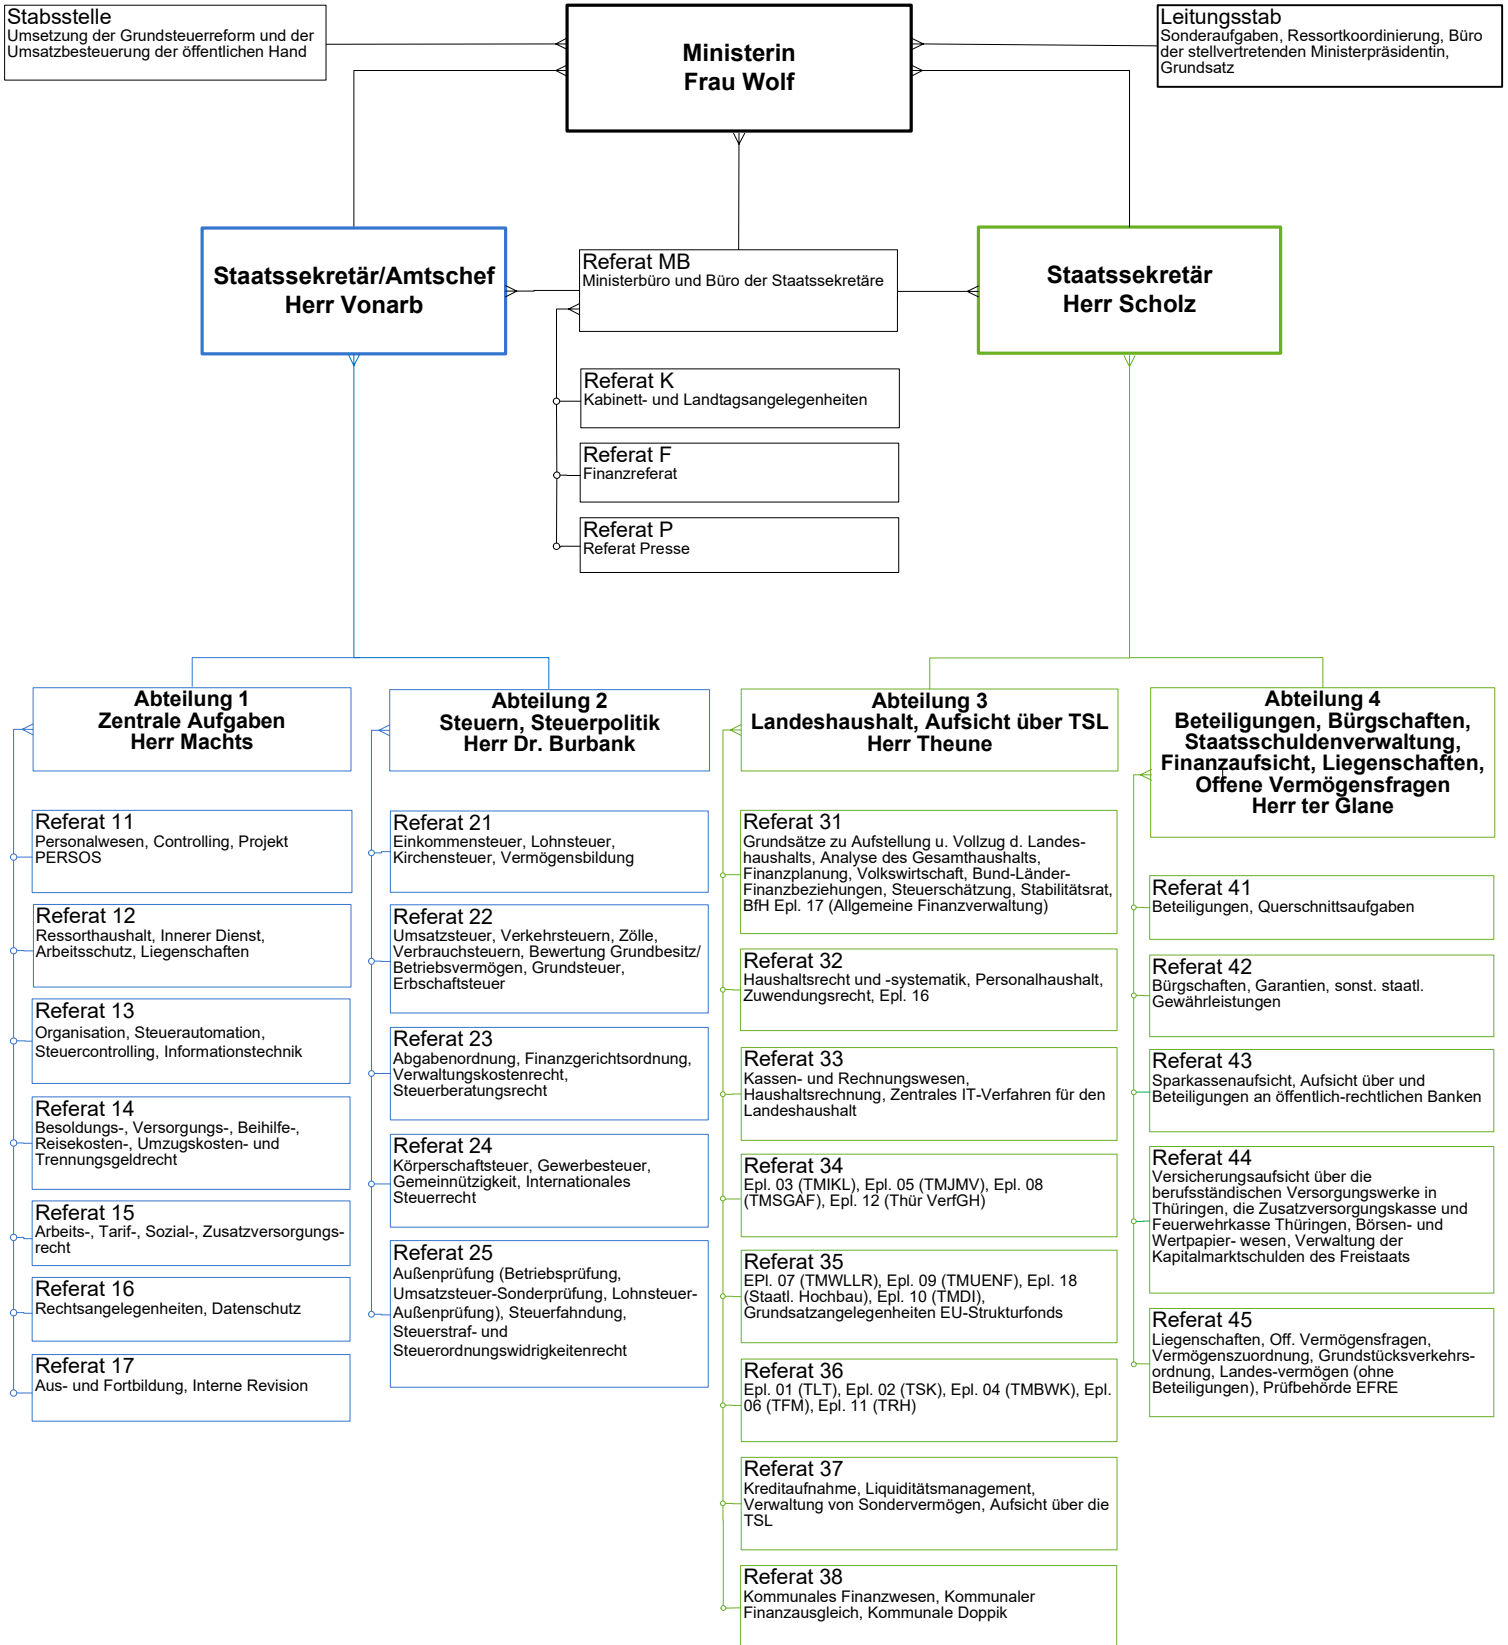 Stabsstelle
Umsetzung der Grundsteuerreform und der
Umsatzbesteuerung der öffentlichen Hand
Ministerin
Frau Wolf
Leitungsstab
Sonderaufgaben, Ressortkoordinierung, Büro
der stellvertretenden Ministerpräsidentin,
Grundsatz
Staatssekretär/Amtschef
Herr Vonarb
Referat MB
Ministerbüro und Büro der Staatssekretäre
Staatssekretär
Herr Scholz
Referat K
Kabinett- und Landtagsangelegenheiten
Referat F
Finanzreferat
Referat P
Referat Presse
Abteilung 1
Zentrale Aufgaben
Herr Machts
Referat 11
Personalwesen, Controlling, Projekt
PERSOS
Referat 12
Ressorthaushalt, Innerer Dienst,
Arbeitsschutz, Liegenschaften
Referat 13
Organisation, Steuerautomation,
Steuercontrolling, Informationstechnik
Referat 14
Besoldungs-, Versorgungs-, Beihilfe-,
Reisekosten-, Umzugskosten- und
Trennungsgeldrecht
Referat 15
Arbeits-, Tarif-, Sozial-, Zusatzversorgungs-
recht
Referat 16
Rechtsangelegenheiten, Datenschutz
Referat 17
Aus- und Fortbildung, Interne Revision
Abteilung 2
Steuern, Steuerpolitik
Herr Dr. Burbank
Referat 21
Einkommensteuer, Lohnsteuer,
Kirchensteuer, Vermögensbildung
Referat 22
Umsatzsteuer, Verkehrsteuern, Zölle,
Verbrauchsteuern, Bewertung Grundbesitz/
Betriebsvermögen, Grundsteuer,
Erbschaftsteuer
Referat 23
Abgabenordnung, Finanzgerichtsordnung,
Verwaltungskostenrecht,
Steuerberatungsrecht
Referat 24
Körperschaftsteuer, Gewerbesteuer,
Gemeinnützigkeit, Internationales
Steuerrecht
Referat 25
Außenprüfung (Betriebsprüfung,
Umsatzsteuer-Sonderprüfung, Lohnsteuer-
Außenprüfung), Steuerfahndung,
Steuerstraf- und
Steuerordnungswidrigkeitenrecht
Abteilung 3
Landeshaushalt, Aufsicht über TSL
Herr Theune
Referat 31
Grundsätze zu Aufstellung u. Vollzug d. Landes-
haushalts, Analyse des Gesamthaushalts,
Finanzplanung, Volkswirtschaft, Bund-Länder-
Finanzbeziehungen, Steuerschätzung, Stabilitätsrat,
BfH Epl. 17 (Allgemeine Finanzverwaltung)
Referat 32
Haushaltsrecht und -systematik, Personalhaushalt,
Zuwendungsrecht, Epl. 16
Referat 33
Kassen- und Rechnungswesen,
Haushaltsrechnung, Zentrales IT-Verfahren für den
Landeshaushalt
Referat 34
Epl. 03 (TMIKL), Epl. 05 (TMJMV), Epl. 08
(TMSGAF), Epl. 12 (Thür VerfGH)
Referat 35
EPl. 07 (TMWLLR), Epl. 09 (TMUENF), Epl. 18
(Staatl. Hochbau), Epl. 10 (TMDI),
Grundsatzangelegenheiten EU-Strukturfonds
Referat 36
Epl. 01 (TLT), Epl. 02 (TSK), Epl. 04 (TMBWK), Epl.
06 (TFM), Epl. 11 (TRH)
Referat 37
Kreditaufnahme, Liquiditätsmanagement,
Verwaltung von Sondervermögen, Aufsicht über die
TSL
Referat 38
Kommunales Finanzwesen, Kommunaler
Finanzausgleich, Kommunale Doppik
Abteilung 4
Beteiligungen, Bürgschaften,
Staatsschuldenverwaltung,
Finanzaufsicht, Liegenschaften,
Offene Vermögensfragen
Herr ter Glane
Referat 41
Beteiligungen, Querschnittsaufgaben
Referat 42
Bürgschaften, Garantien, sonst. staatl.
Gewährleistungen
Referat 43
Sparkassenaufsicht, Aufsicht über und
Beteiligungen an öffentlich-rechtlichen Banken
Referat 44
Versicherungsaufsicht über die
berufsständischen Versorgungswerke in
Thüringen, die Zusatzversorgungskasse und
Feuerwehrkasse Thüringen, Börsen- und
Wertpapier- wesen, Verwaltung der
Kapitalmarktschulden des Freistaats
Referat 45
Liegenschaften, Off. Vermögensfragen,
Vermögenszuordnung, Grundstücksverkehrs-
ordnung, Landes-vermögen (ohne
Beteiligungen), Prüfbehörde EFRE